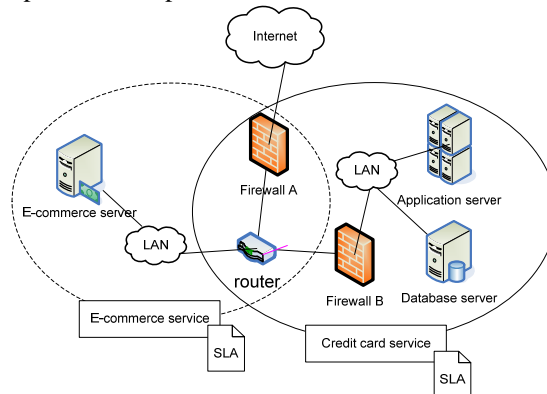 Internet
Firewall A
E-commerce server
LAN
LAN
Application server
router
Firewall B
Database server
E-commerce service
SLA
Credit card service
SLA